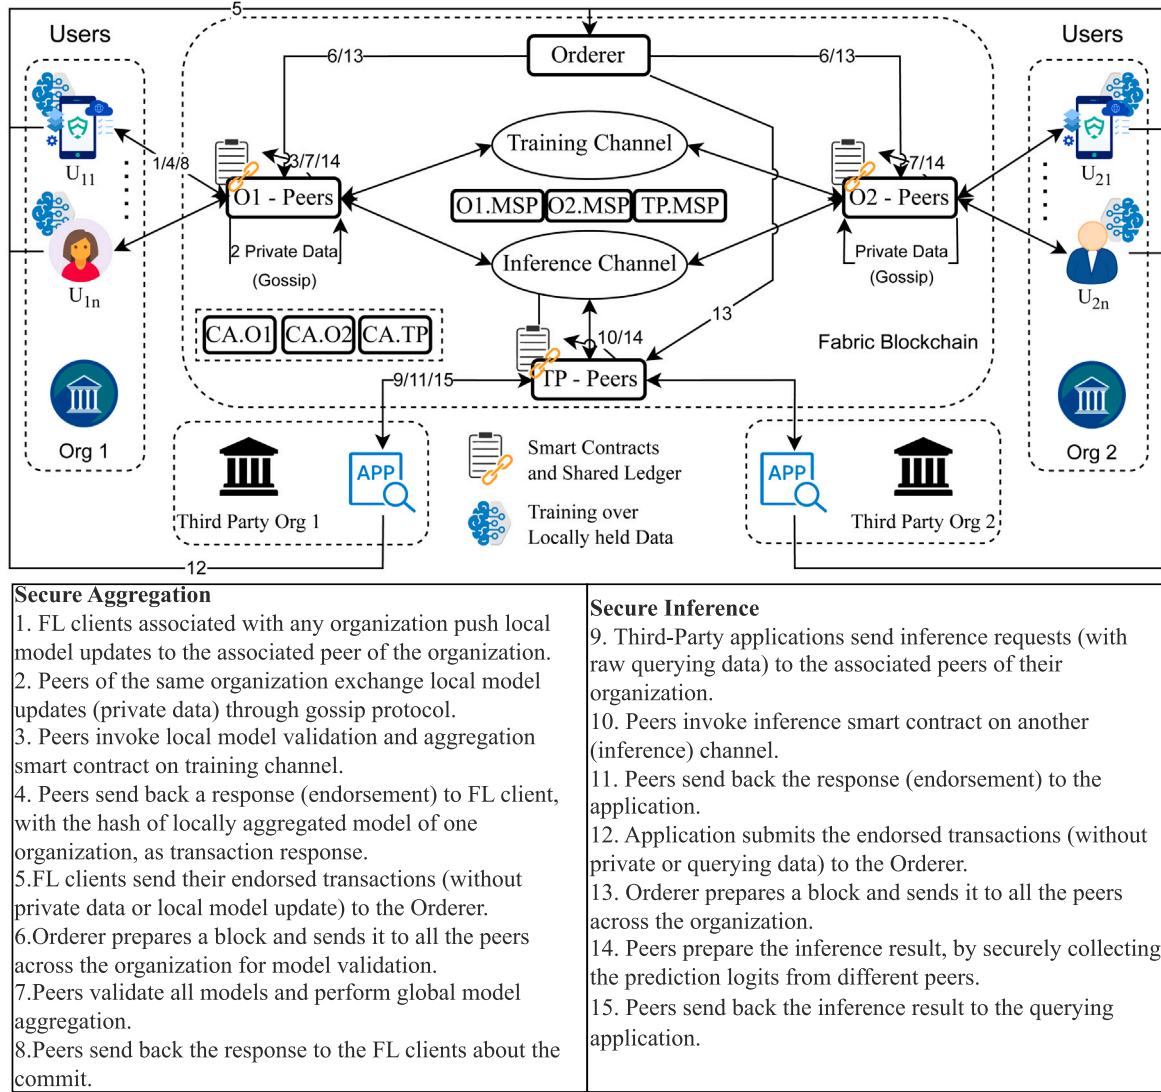 5
Users
Users
Orderer
6/13
6/13
Training Channel
3/7/14
7/14
1/4/8
U11
U21
O1 - Peers
O2 - Peers
O1.MSP
O2.MSP
TP.MSP
2 Private Data
(Gossip)
Private Data
(Gossip)
Inference Channel
U1n
U2n
13
CA.O1
CA.O2
CA.TP
10/14
Fabric Blockchain
9/11/15
TP - Peers
Org 1
Org 2
Smart Contracts
and Shared Ledger
APP
APP
Third Party Org 1
Training over
Locally held Data
Third Party Org 2
12
Secure Aggregation
1. FL clients associated with any organization push local
model updates to the associated peer of the organization.
2. Peers of the same organization exchange local model
updates (private data) through gossip protocol.
3. Peers invoke local model validation and aggregation
smart contract on training channel.
4. Peers send back a response (endorsement) to FL client,
with the hash of locally aggregated model of one
organization, as transaction response.
5.FL clients send their endorsed transactions (without
private data or local model update) to the Orderer.
6.Orderer prepares a block and sends it to all the peers
across the organization for model validation.
7.Peers validate all models and perform global model
aggregation.
8.Peers send back the response to the FL clients about the
commit.
Secure Inference
9. Third-Party applications send inference requests (with
raw querying data) to the associated peers of their
organization.
10. Peers invoke inference smart contract on another
(inference) channel.
11. Peers send back the response (endorsement) to the
application.
12. Application submits the endorsed transactions (without
private or querying data) to the Orderer.
13. Orderer prepares a block and sends it to all the peers
across the organization.
14. Peers prepare the inference result, by securely collecting
the prediction logits from different peers.
15. Peers send back the inference result to the querying
application.